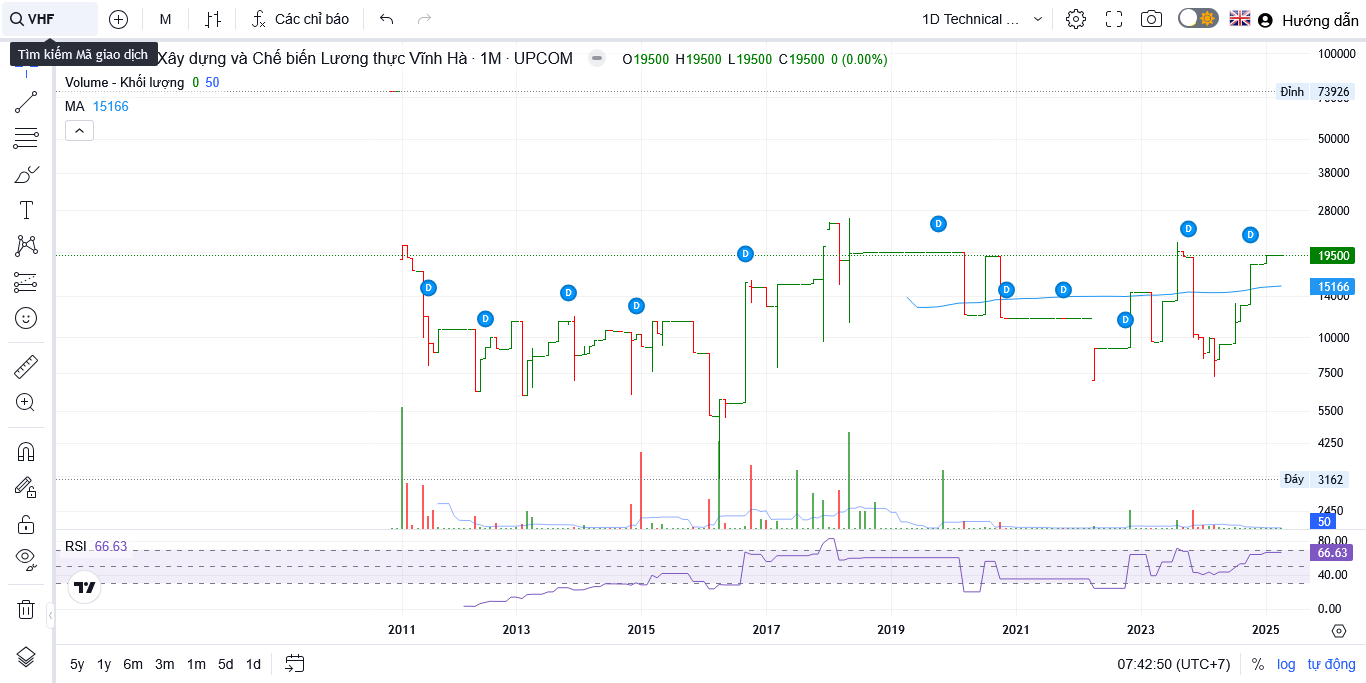 VHF M Các chỉ báo 1D Technical ... Hướng dẫn
Tìm kiếm Mã giao dịch
Xây dựng và Chế biến Lương thực Vĩnh Hà · 1M · UPCOM O19500 H19500 L19500 C19500 0 (0.00%)
Volume - Khối lượng 0 50
MA 15166
100000
Đỉnh 73926
50000
38000
28000
19500
15166
14000
10000
7500
5500
4250
Đáy 3162
2450
50
D
D
D
D
D
D
D
D
D
D
D
RSI 66.63
80.00
66.63
40.00
0.00
2011 2013 2015 2017 2019 2021 2023 2025
5y 1y 6m 3m 1m 5d 1d 07:42:50 (UTC+7) % log tự động